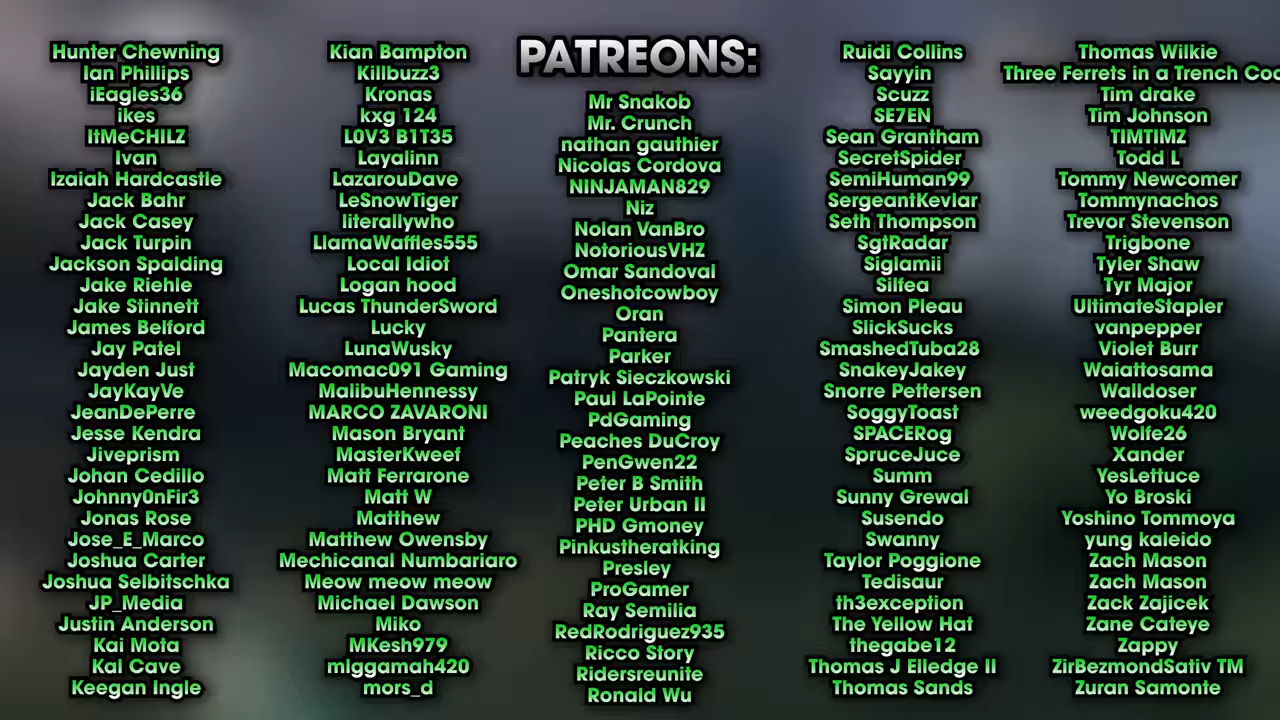 Hunter Chewning
Ian Phillips
iEagles36
ikes
ItMeCHILZ
Ivan
Izaiah Hardcastle
Jack Bahr
Jack Casey
Jack Turpin
Jackson Spalding
Jake Riehle
Jake Stinnett
James Belford
Jay Patel
Jayden Just
JayKayVe
JeanDePerre
Jesse Kendra
Jiveprism
Johan Cedillo
Johnny0nFir3
Jonas Rose
Jose_E_Marco
Joshua Carter
Joshua Selbitschka
JP_Media
Justin Anderson
Kai Mota
Kal Cave
Keegan Ingle
Kian Bampton
Killbuzz3
Kronas
kxg 124
L0V3 B1T35
Layalinn
LazarouDave
LeSnowTiger
literallywho
LlamaWaffles555
Local Idiot
Logan hood
Lucas ThunderSword
Lucky
LunaWusky
Macomac091 Gaming
MalibuHennessy
MARCO ZAVARONI
Mason Bryant
MasterKweef
Matt Ferrarone
Matt W
Matthew
Matthew Owensby
Mechicanal Numbariaro
Meow meow meow
Michael Dawson
Miko
MKesh979
mlggamah420
mors_d
PATREONS:
Mr Snakob
Mr. Crunch
nathan gauthier
Nicolas Cordova
NINJAMAN829
Niz
Nolan VanBro
NotoriousVHZ
Omar Sandoval
Oneshotcowboy
Oran
Pantera
Parker
Patryk Sieczkowski
Paul LaPointe
PdGaming
Peaches DuCroy
PenGwen22
Peter B Smith
Peter Urban II
PHD Gmoney
Pinkustheratking
Presley
ProGamer
Ray Semilia
RedRodriguez935
Ricco Story
Ridersreunite
Ronald Wu
Ruidi Collins
Sayyin
Scuzz
SE7EN
Sean Grantham
SecretSpider
SemiHuman99
SergeantKevlar
Seth Thompson
SgtRadar
Siglamii
Silfea
Simon Pleau
SlickSucks
SmashedTuba28
SnakeyJakey
Snorre Pettersen
SoggyToast
SPACERog
SpruceJuce
Summ
Sunny Grewal
Susendo
Swanny
Taylor Poggione
Tedisaur
th3exception
The Yellow Hat
thegabe12
Thomas J Elledge II
Thomas Sands
Thomas Wilkie
Three Ferrets in a Trench Coa
Tim drake
Tim Johnson
TIMTIMZ
Todd L
Tommy Newcomer
Tommynachos
Trevor Stevenson
Trigbone
Tyler Shaw
Tyr Major
UltimateStapler
vanpepper
Violet Burr
Waiattosama
Walldoser
weedgoku420
Wolfe26
Xander
YesLettuce
Yo Broski
Yoshino Tommoya
yung kaleido
Zach Mason
Zach Mason
Zack Zajicek
Zane Cateye
Zappy
ZirBezmondSativ TM
Zuran Samonte